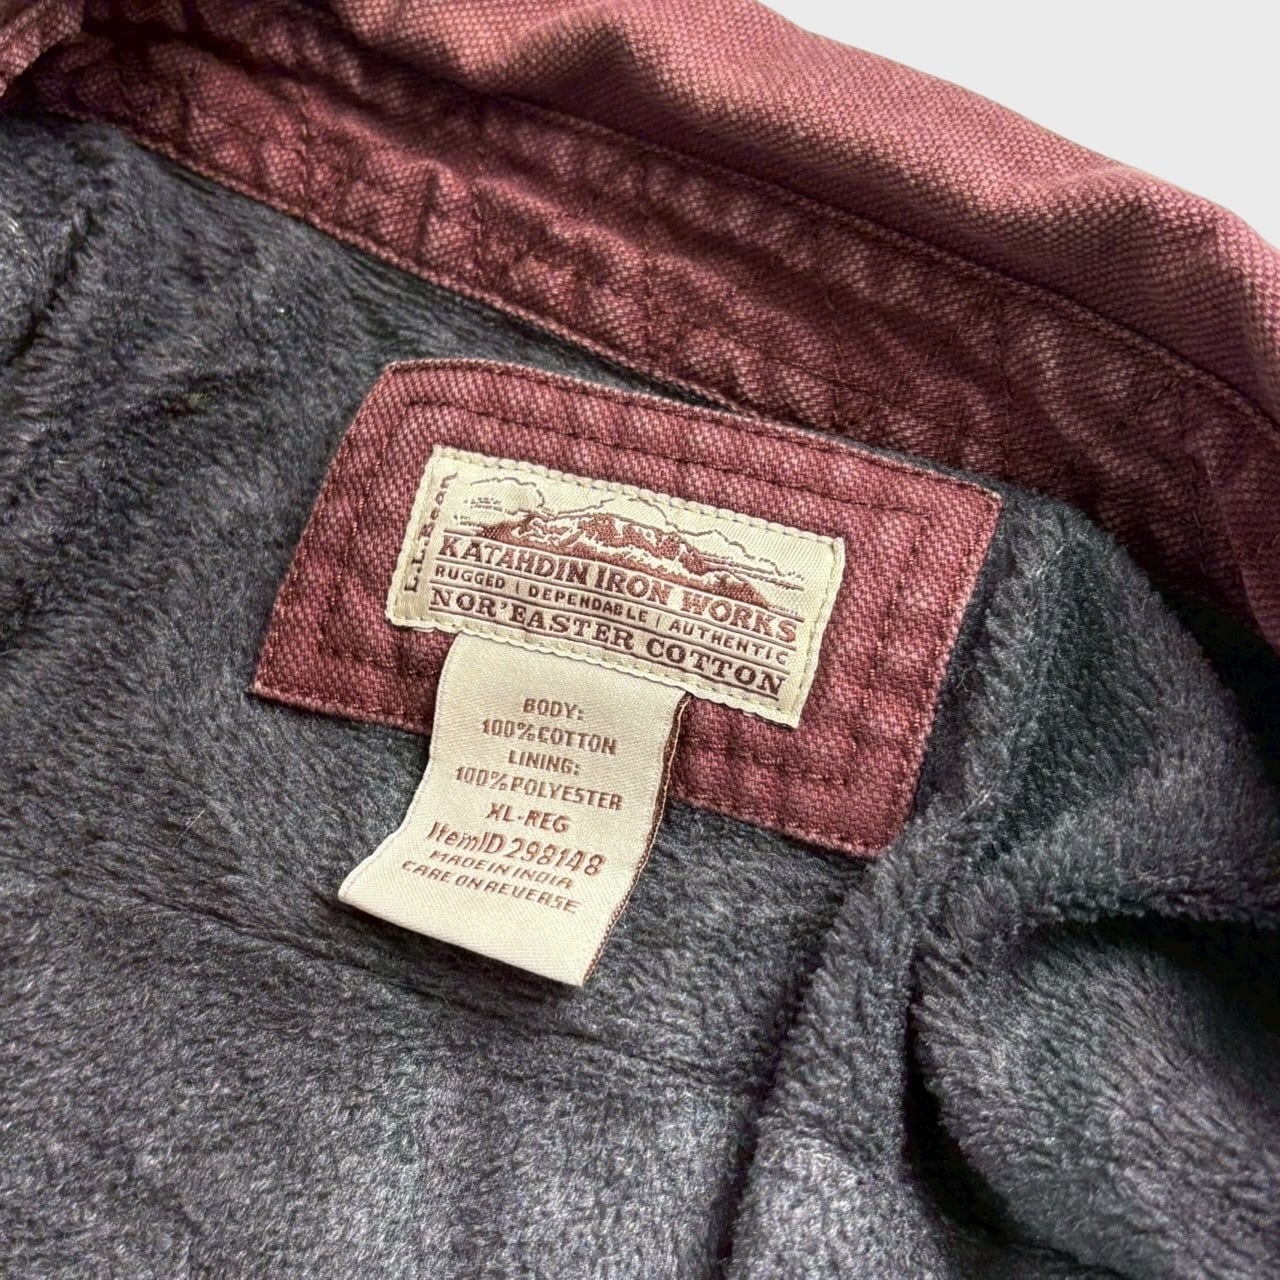 L.L.Bean
KATAHDIN IRON WORKS
RUGGED | DEPENDABLE | AUTHENTIC
NOR'EASTER COTTON
BODY:
100% COTTON
LINING:
100% POLYESTER
XL-REG
ItemID 298148
MADE IN INDIA
CARE ON REVERSE